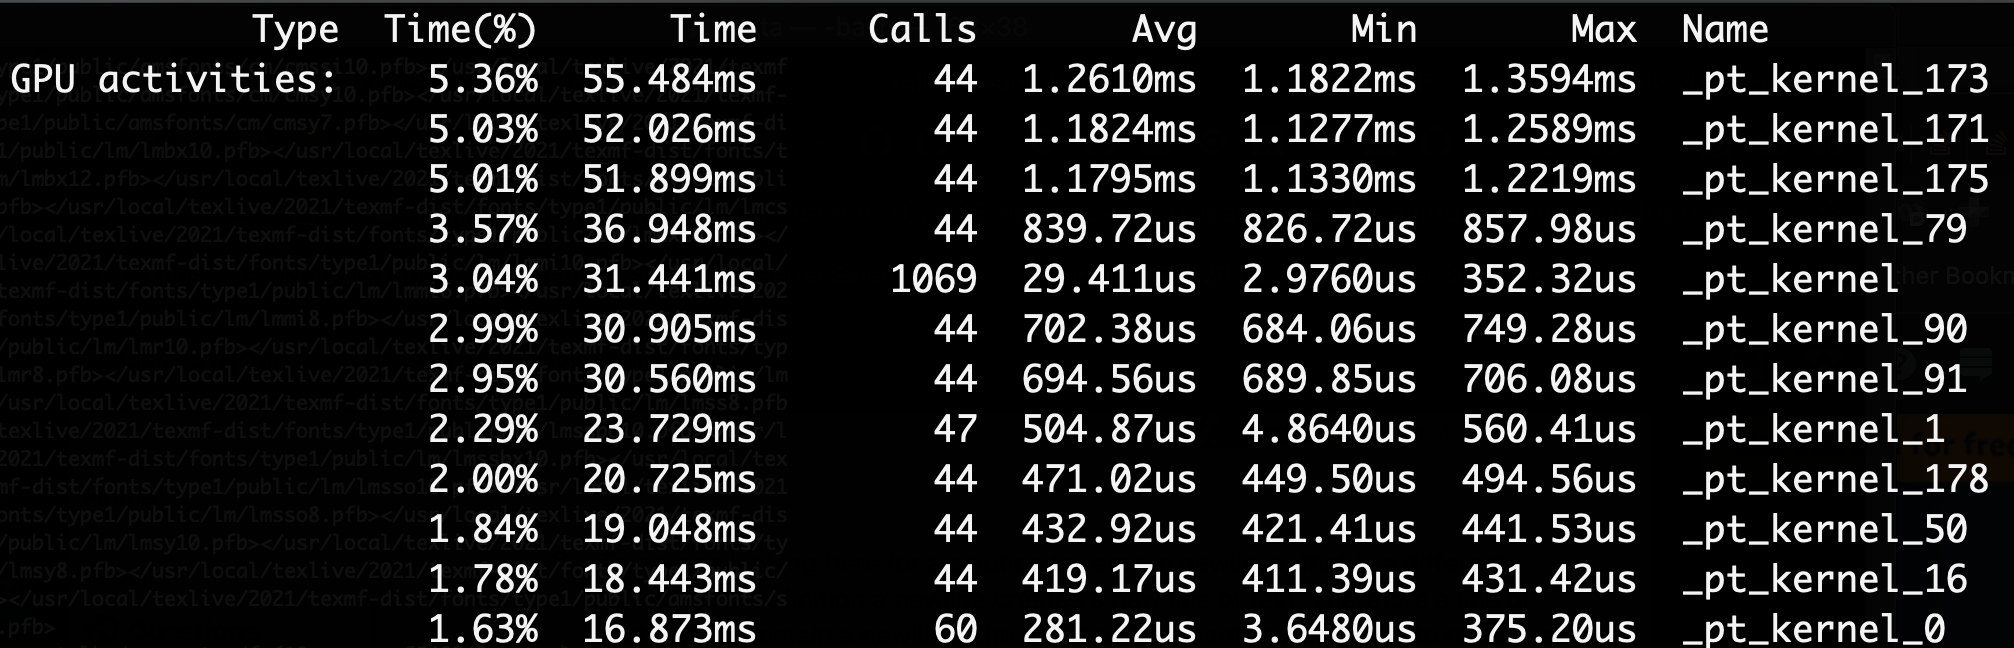 Type Time(%) Time Calls Avg Min Max Name
GPU activities: 5.36% 55.484ms 44 1.2610ms 1.1822ms 1.3594ms _pt_kernel_173
5.03% 52.026ms 44 1.1824ms 1.1277ms 1.2589ms _pt_kernel_171
5.01% 51.899ms 44 1.1795ms 1.1330ms 1.2219ms _pt_kernel_175
3.57% 36.948ms 44 839.72us 826.72us 857.98us _pt_kernel_79
3.04% 31.441ms 1069 29.411us 2.9760us 352.32us _pt_kernel
2.99% 30.905ms 44 702.38us 684.06us 749.28us _pt_kernel_90
2.95% 30.560ms 44 694.56us 689.85us 706.08us _pt_kernel_91
2.29% 23.729ms 47 504.87us 4.8640us 560.41us _pt_kernel_1
2.00% 20.725ms 44 471.02us 449.50us 494.56us _pt_kernel_178
1.84% 19.048ms 44 432.92us 421.41us 441.53us _pt_kernel_50
1.78% 18.443ms 44 419.17us 411.39us 431.42us _pt_kernel_16
1.63% 16.873ms 60 281.22us 3.6480us 375.20us _pt_kernel_0